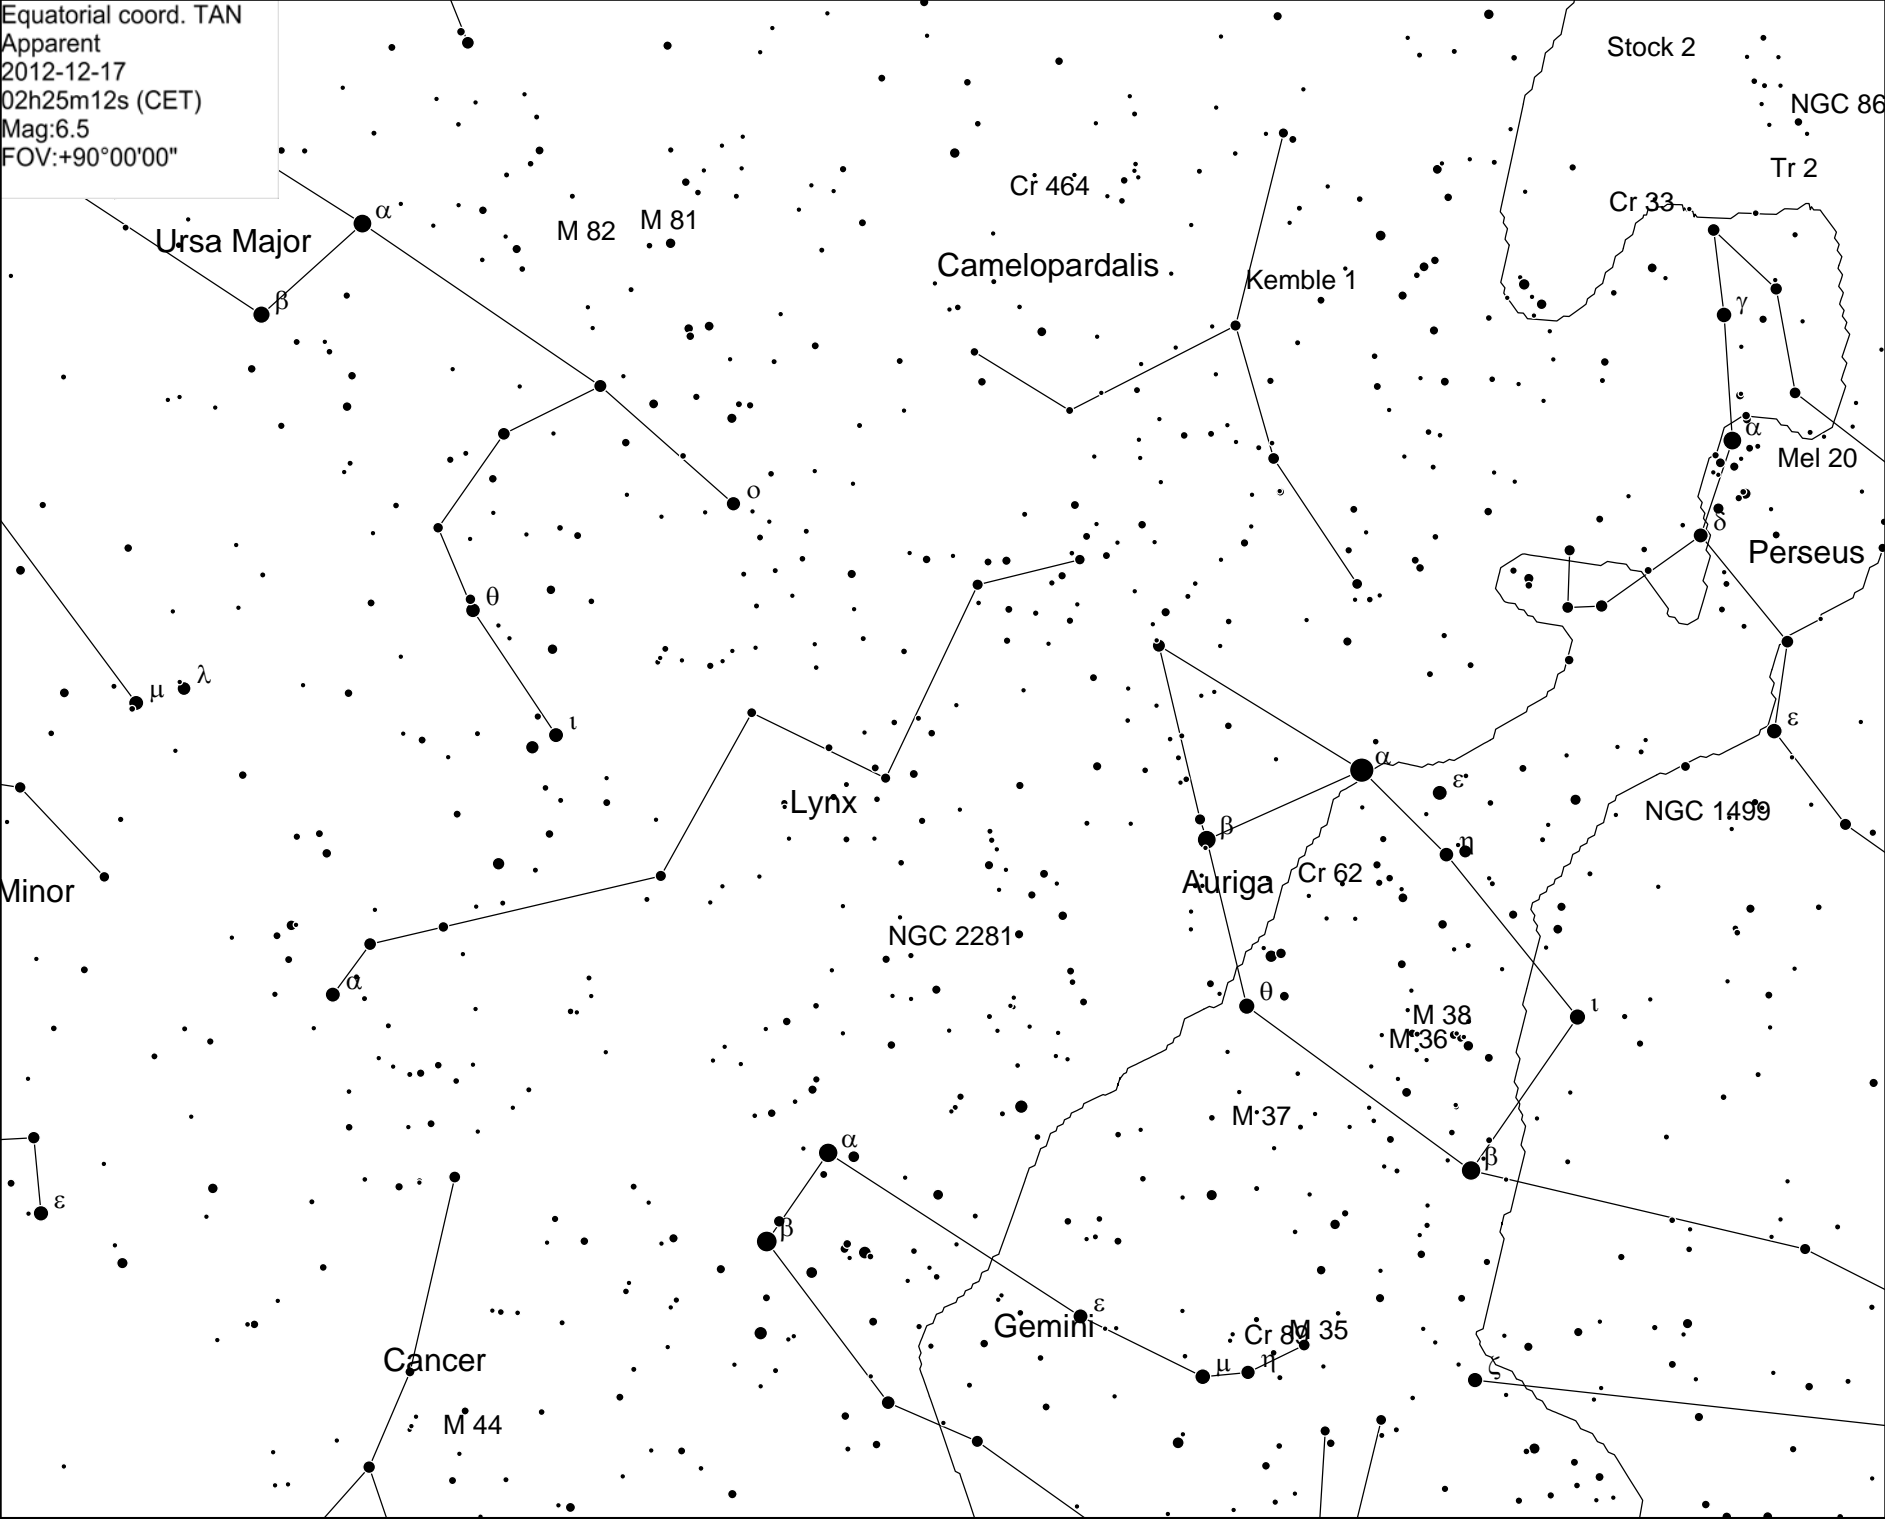 Equatorial coord. TAN
Apparent
2012-12-17
02h25m12s (CET)
Mag:6.5
FOV:+90°00'00"
Stock 2
NGC 86
Tr 2
Cr 464
Cr 33
α
M 82
M 81
Ursa Major
Camelopardalis
Kemble 1
β
γ
α
Mel 20
ο
δ
Perseus
θ
λ
μ
ι
ε
α
ε
Lynx
NGC 1499
β
η
Auriga
Cr 62
Minor
NGC 2281
α
θ
ι
M 38
M 36
M 37
α
β
ε
β
ε
Gemini
Cr 89
M 35
Cancer
μ
η
ζ
M 44